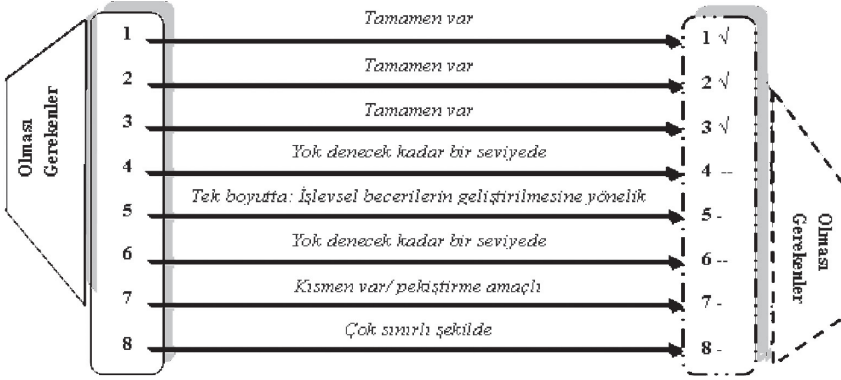 Olması
Gerekenler
1 Tamamen var 1 √
2 Tamamen var 2 √
3 Tamamen var 3 √
4 Yok denecek kadar bir seviyede 4 --
5 Tek boyutta: İşlevsel becerilerin geliştirilmesine yönelik 5 -
6 Yok denecek kadar bir seviyede 6 --
7 Kısmen var/ pekiştirme amaçlı 7 -
8 Çok sınırlı şekilde 8 -
Olması
Gerekenler